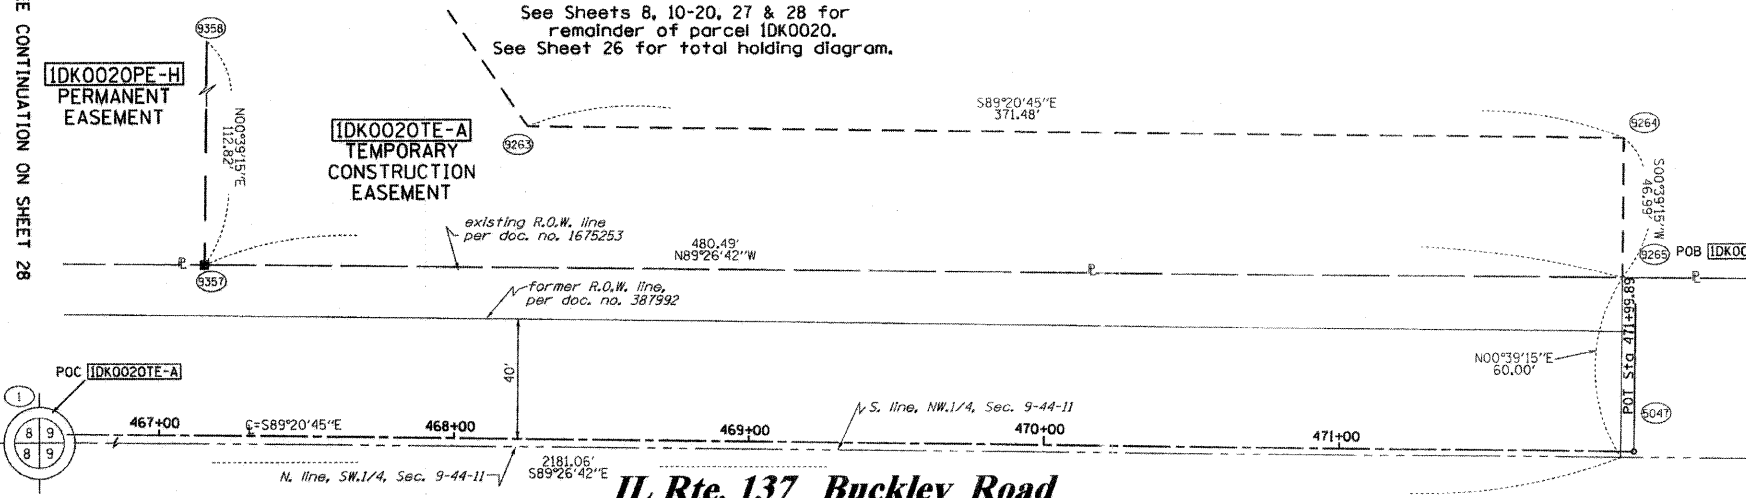 See Sheets 8, 10-20, 27 & 28 for
remainder of parcel 1DK0020.
See Sheet 26 for total holding diagram.
CONTINUATION ON SHEET 28
9358
1DK0020PE-H
PERMANENT
EASEMENT
N00°39'15"E
112.82'
1DK0020TE-A
TEMPORARY
CONSTRUCTION
EASEMENT
9263
S89°20'45"E
371.48'
9264
S00°39'15"W
46.99'
existing R.O.W. line
per doc. no. 1675253
480.49'
N89°26'42"W
9265
POB 1DK00
9357
former R.O.W. line,
per doc. no. 387992
POT Sta 471+99.89
N00°39'15"E
60.00'
40'
POC 1DK0020TE-A
1
8 9
8 9
467+00
℄=S89°20'45"E
468+00
469+00
470+00
471+00
S. line, NW.1/4, Sec. 9-44-11
5047
N. line, SW.1/4, Sec. 9-44-11
2181.06'
S89°26'42"E
IL Rte. 137 Buckley Road